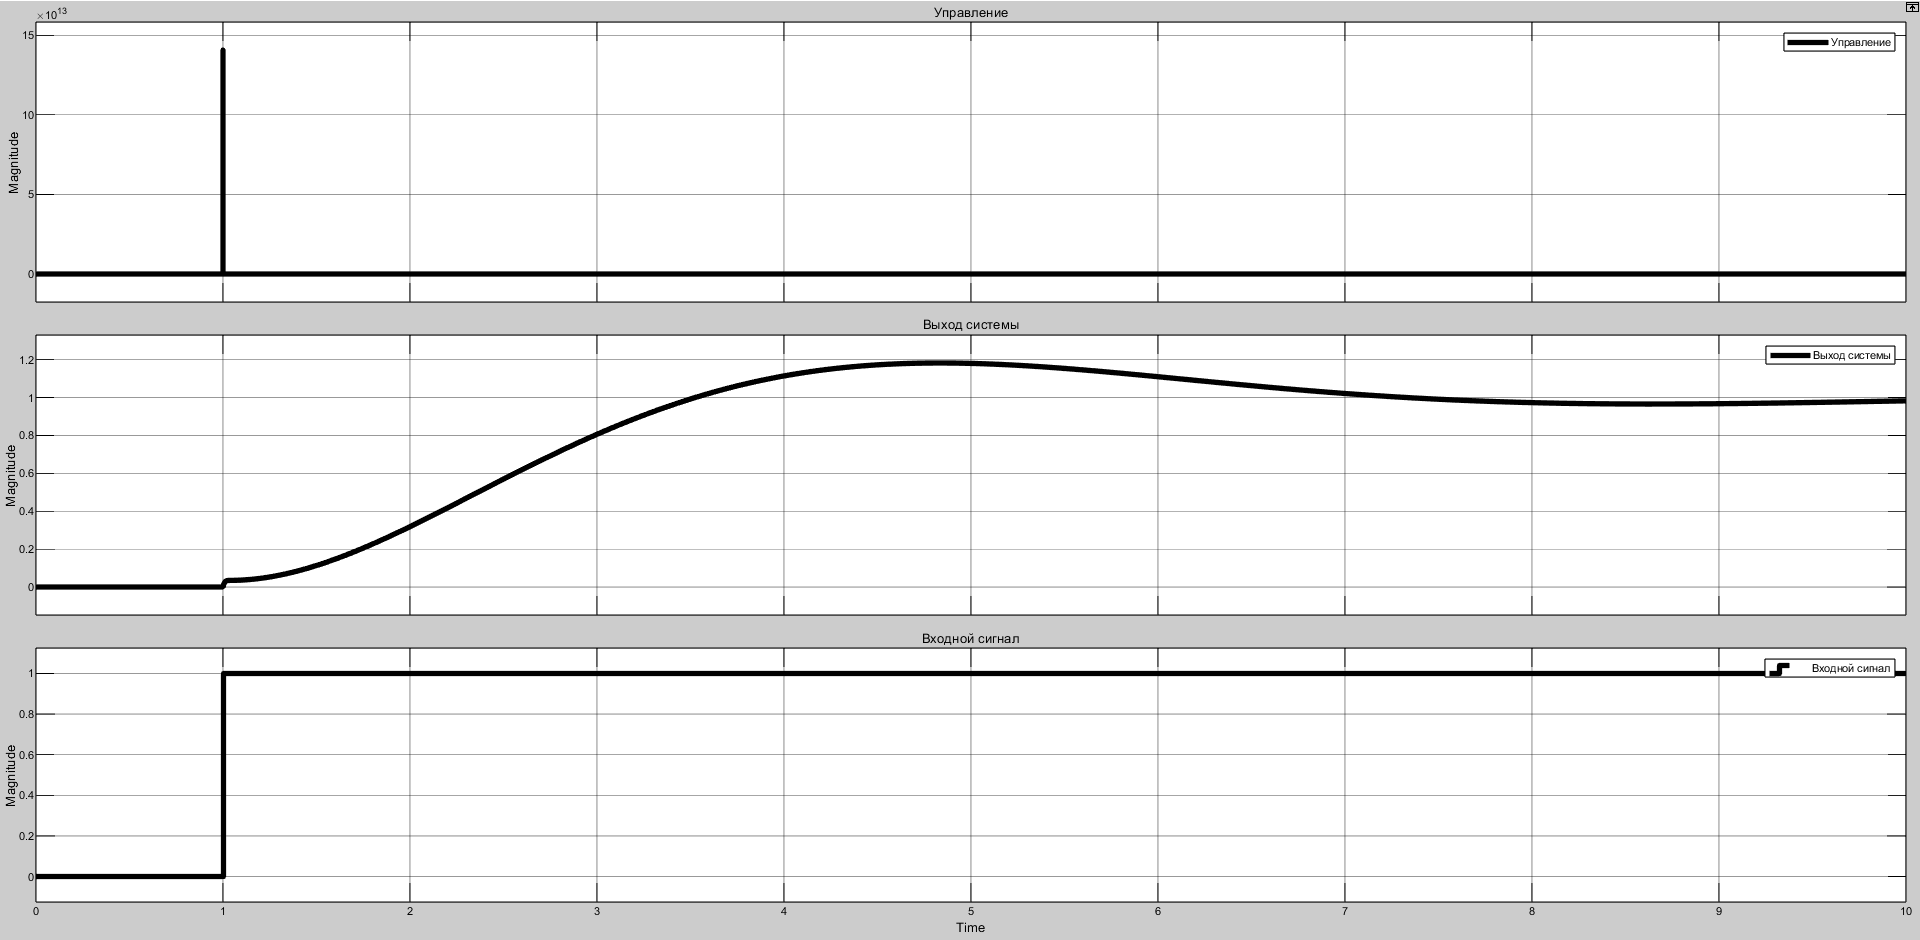 Управление
×10^13
15
10
5
0
Magnitude
Управление
Выход системы
1.2
1
0.8
0.6
0.4
0.2
0
Magnitude
Выход системы
Входной сигнал
1
0.8
0.6
0.4
0.2
0
Magnitude
Входной сигнал
0 1 2 3 4 5 6 7 8 9 10
Time